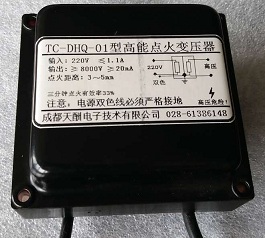 TC-DHQ-01型高能点火变压器
输入: 220V ≤1.1A
输出: ≥8000V ≥20mA
点火距离: 3~5mm
三分钟点火有效率33%
220V
双色
高压
高压危险!
注意: 电源双色线必须严格接地
成都天酬电子技术有限公司 028-61386148